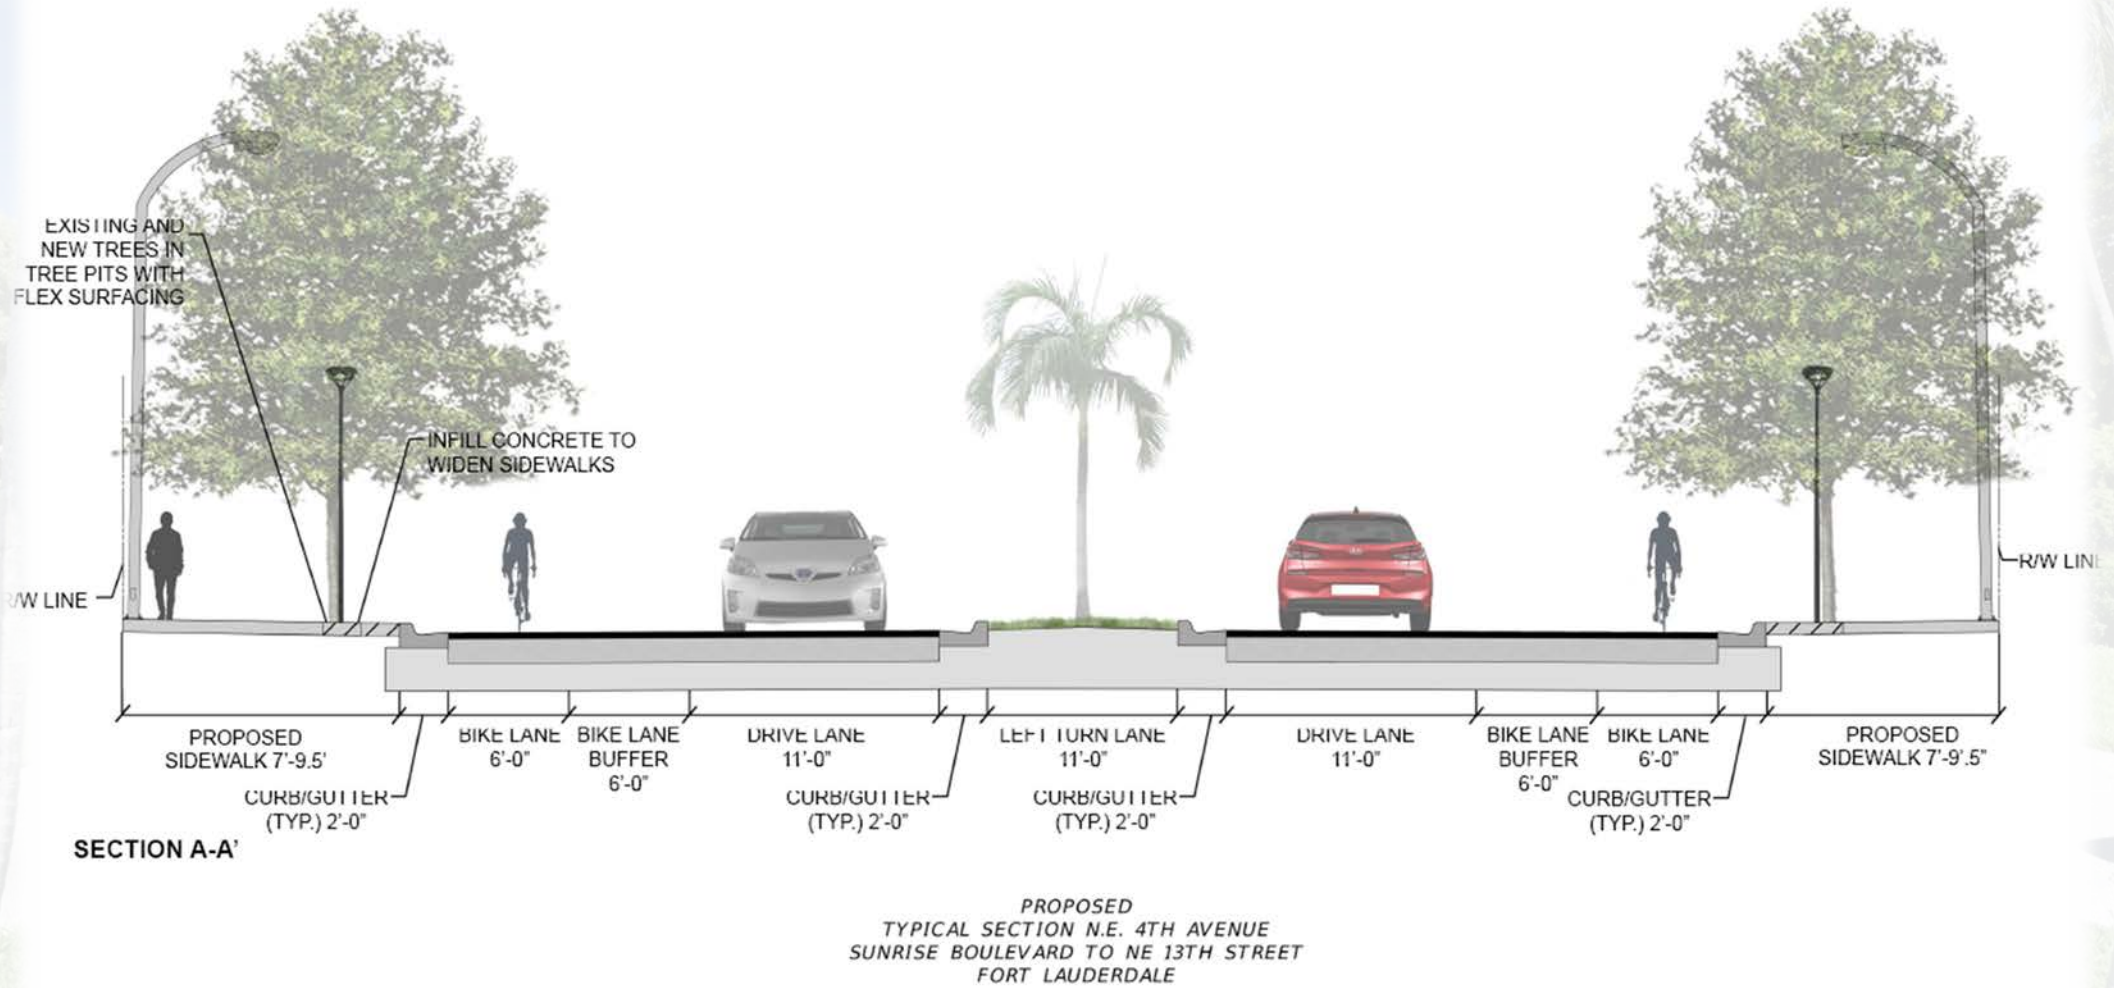 EXISTING AND
NEW TREES IN
TREE PITS WITH
FLEX SURFACING
INFILL CONCRETE TO
WIDEN SIDEWALKS
R/W LINE
R/W LINE
PROPOSED
SIDEWALK 7'-9.5'
BIKE LANE
6'-0"
BIKE LANE
BUFFER
6'-0"
DRIVE LANE
11'-0"
LEFT TURN LANE
11'-0"
DRIVE LANE
11'-0"
BIKE LANE
BUFFER
6'-0"
BIKE LANE
6'-0"
PROPOSED
SIDEWALK 7'-9'.5"
CURB/GUTTER
(TYP.) 2'-0"
CURB/GUTTER
(TYP.) 2'-0"
CURB/GUTTER
(TYP.) 2'-0"
CURB/GUTTER
(TYP.) 2'-0"
SECTION A-A'
PROPOSED
TYPICAL SECTION N.E. 4TH AVENUE
SUNRISE BOULEVARD TO NE 13TH STREET
FORT LAUDERDALE